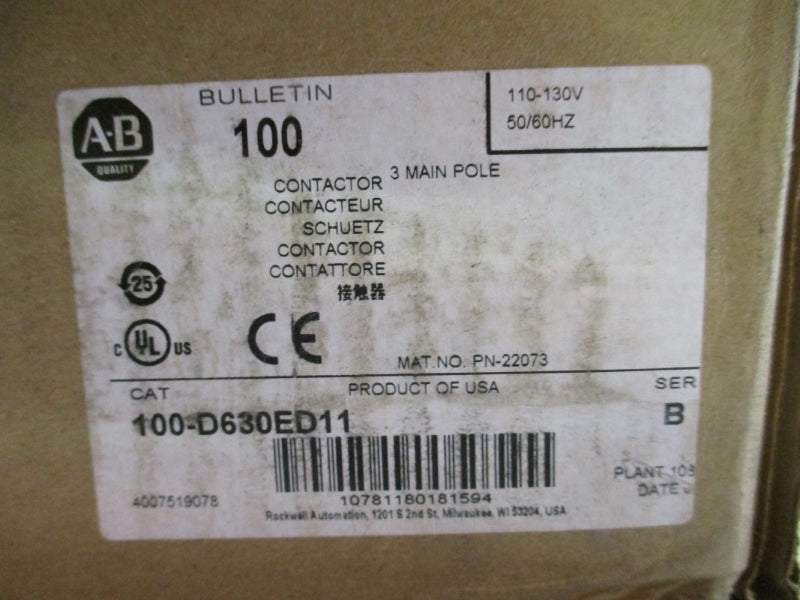 A-B
QUALITY
BULLETIN
100
110-130V
50/60HZ
3 MAIN POLE
CONTACTOR
CONTACTEUR
SCHUETZ
CONTACTOR
CONTATTORE
接触器
25
C UL US
CE
MAT.NO. PN-22073
CAT
PRODUCT OF USA
SER
100-D630ED11
B
PLANT
DATE
4007519078
10781180181594
Rockwell Automation, 1201 S 2nd St, Milwaukee, WI 53204, USA